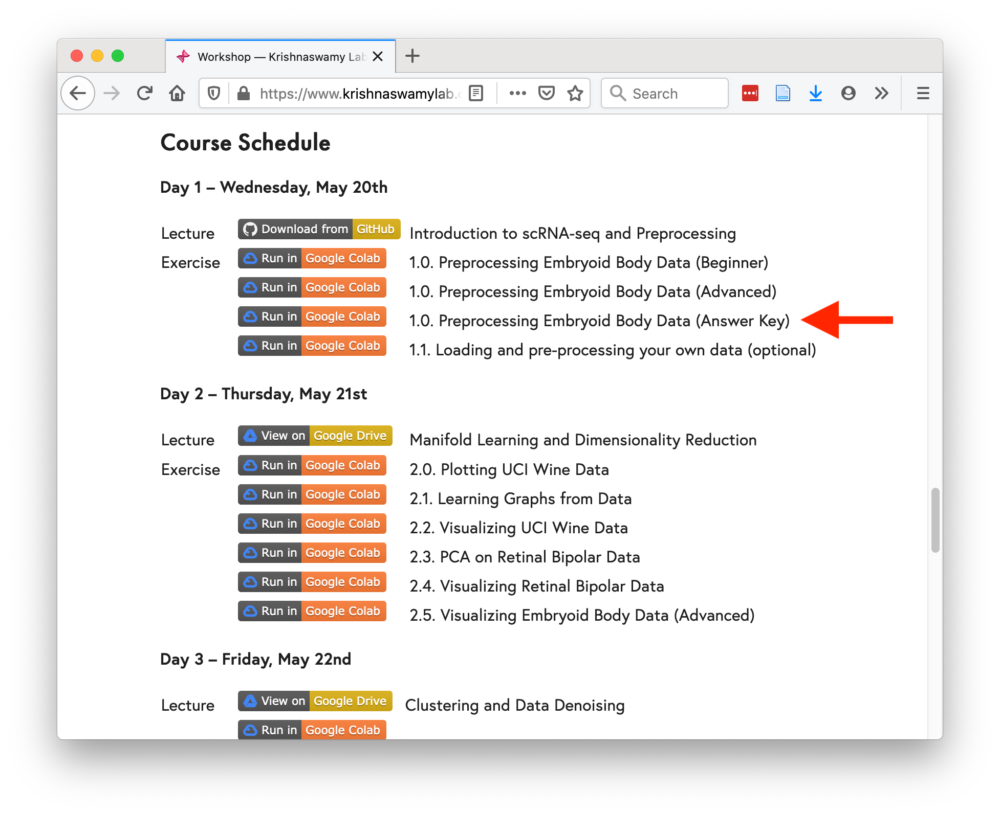 Workshop — Krishnaswamy Lab
https://www.krishnaswamylab.
Search
Course Schedule
Day 1 – Wednesday, May 20th
Lecture Download from GitHub Introduction to scRNA-seq and Preprocessing
Exercise Run in Google Colab 1.0. Preprocessing Embryoid Body Data (Beginner)
Run in Google Colab 1.0. Preprocessing Embryoid Body Data (Advanced)
Run in Google Colab 1.0. Preprocessing Embryoid Body Data (Answer Key)
Run in Google Colab 1.1. Loading and pre-processing your own data (optional)
Day 2 – Thursday, May 21st
Lecture View on Google Drive Manifold Learning and Dimensionality Reduction
Exercise Run in Google Colab 2.0. Plotting UCI Wine Data
Run in Google Colab 2.1. Learning Graphs from Data
Run in Google Colab 2.2. Visualizing UCI Wine Data
Run in Google Colab 2.3. PCA on Retinal Bipolar Data
Run in Google Colab 2.4. Visualizing Retinal Bipolar Data
Run in Google Colab 2.5. Visualizing Embryoid Body Data (Advanced)
Day 3 – Friday, May 22nd
Lecture View on Google Drive Clustering and Data Denoising
Run in Google Colab